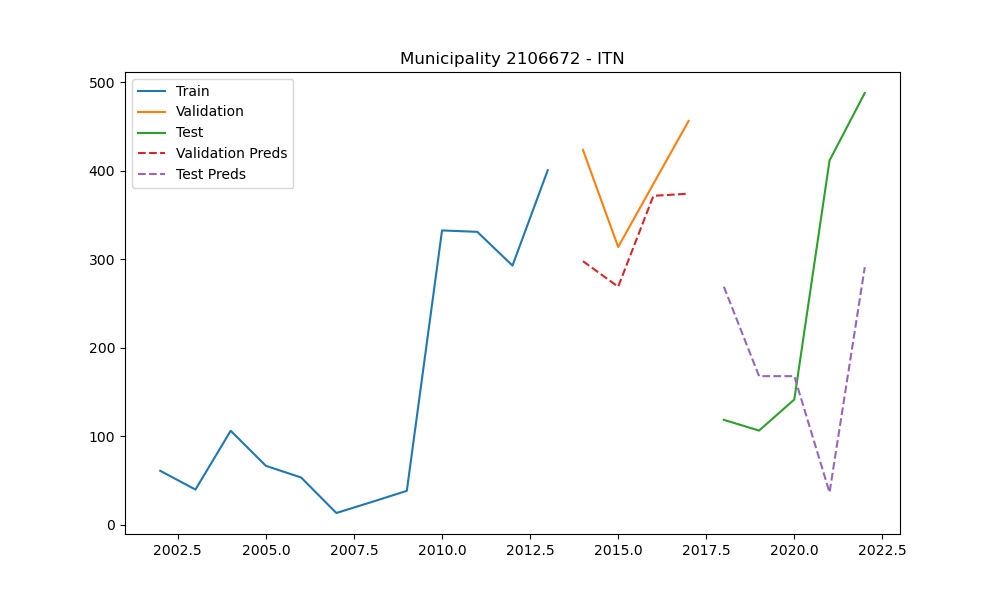 Municipality 2106672 - ITN
500
400
300
200
100
0
Train
Validation
Test
Validation Preds
Test Preds
2002.5 2005.0 2007.5 2010.0 2012.5 2015.0 2017.5 2020.0 2022.5